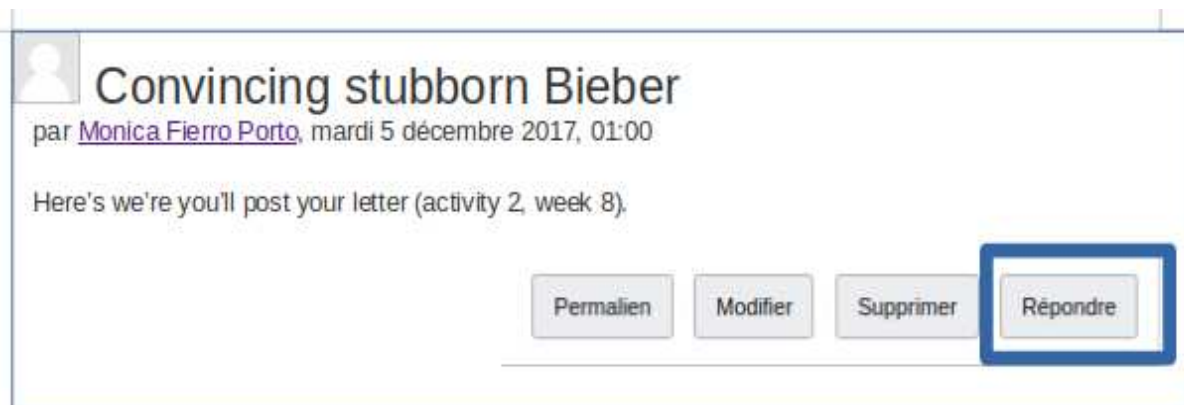 Convincing stubborn Bieber
par Monica Fierro Porto, mardi 5 décembre 2017, 01:00
Here's we're you'll post your letter (activity 2, week 8).
Permalien Modifier Supprimer Répondre